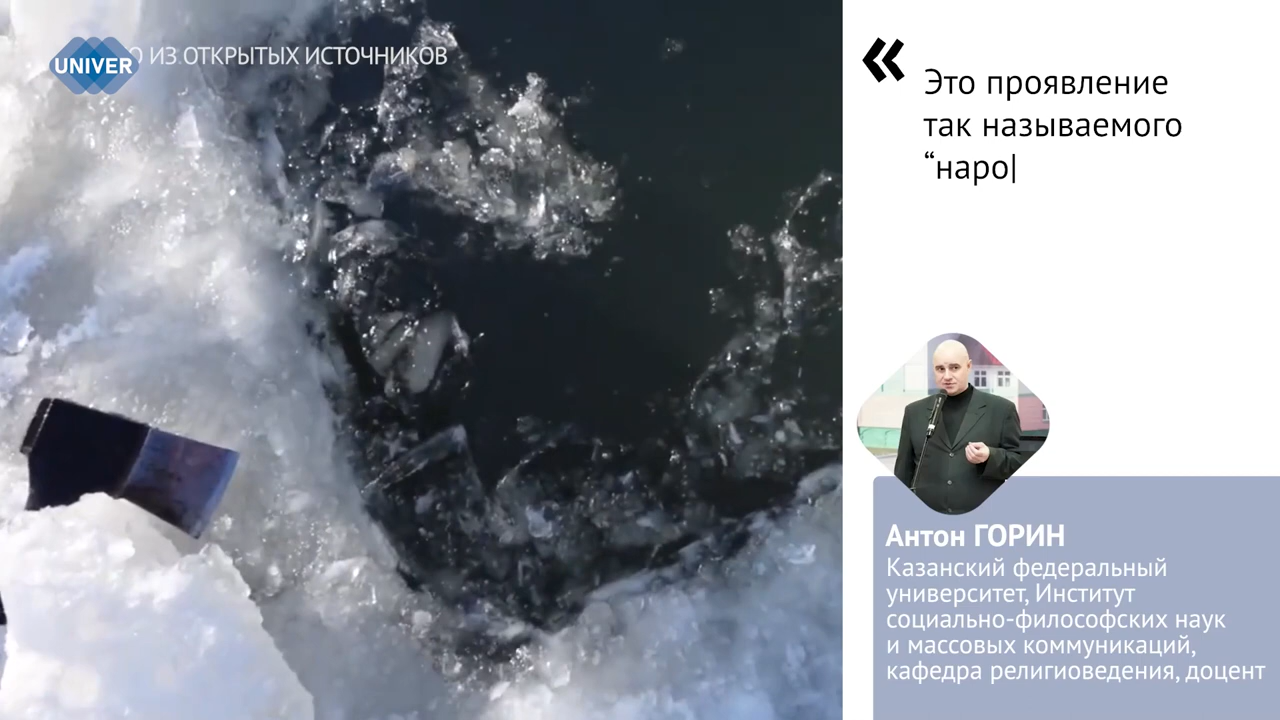 UNIVER
О ИЗ ОТКРЫТЫХ ИСТОЧНИКОВ
«
Это проявление
так называемого
“наро|
Антон ГОРИН
Казанский федеральный
университет, Институт
социально-философских наук
и массовых коммуникаций,
кафедра религиоведения, доцент